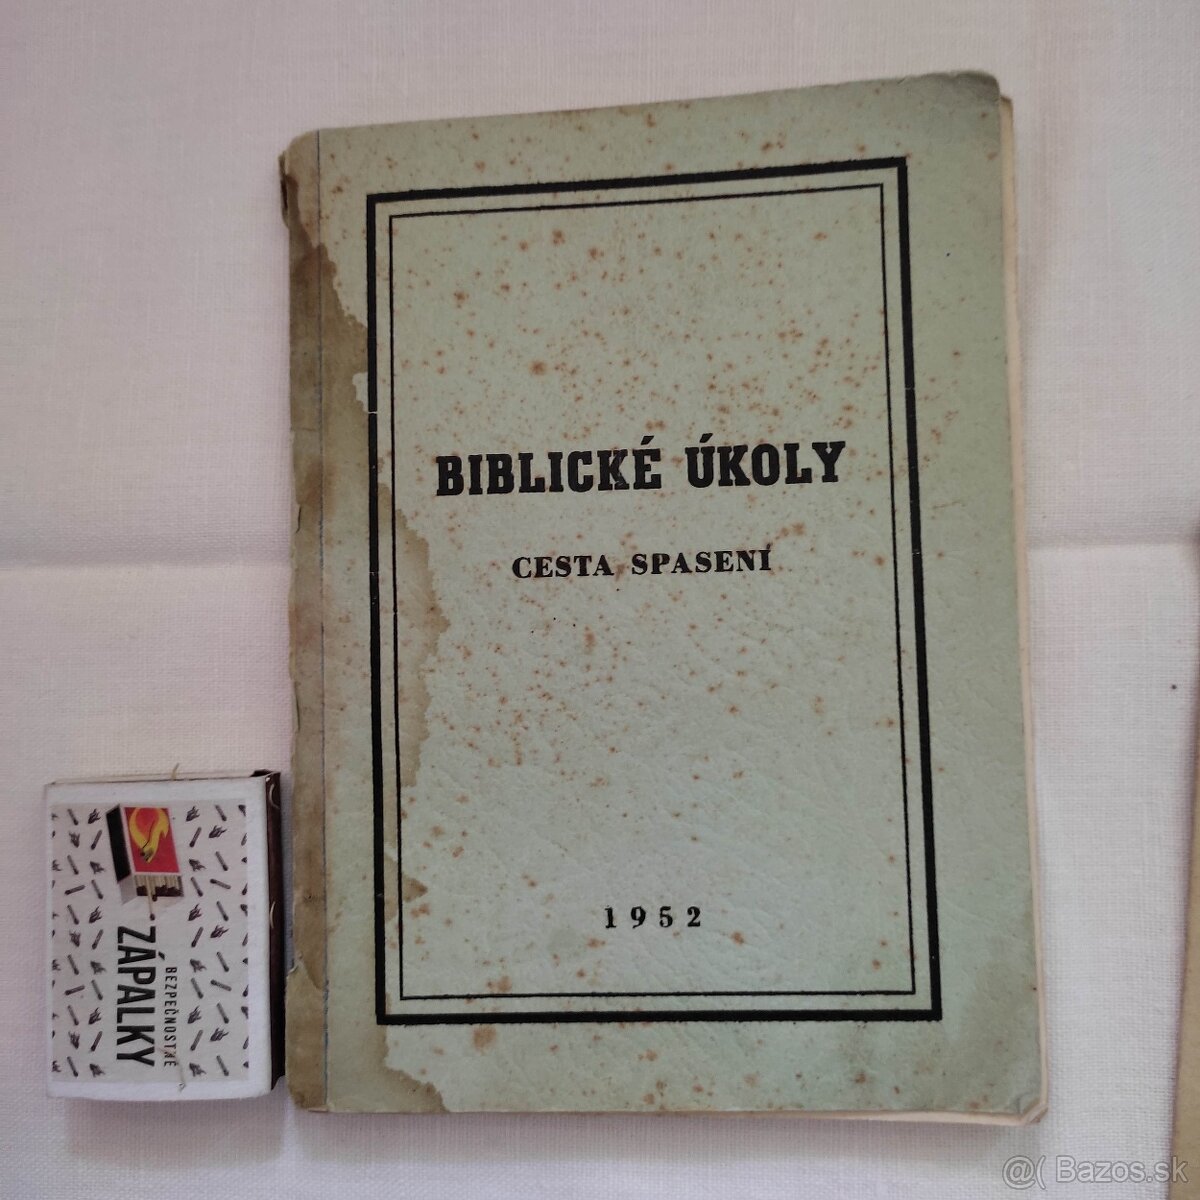 BIBLICKÉ ÚKOLY
CESTA SPASENÍ
1952
BEZPEČNOSTNÉ
ZÁPALKY
@( Bazos.sk